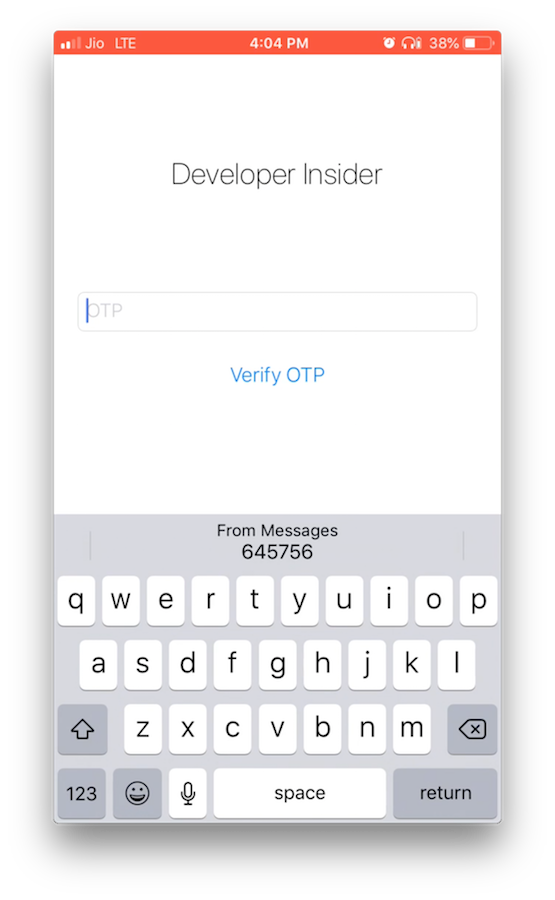 Jio LTE 4:04 PM 38%
Developer Insider
OTP
Verify OTP
From Messages
645756
q w e r t y u i o p
a s d f g h j k l
z x c v b n m
123 space return